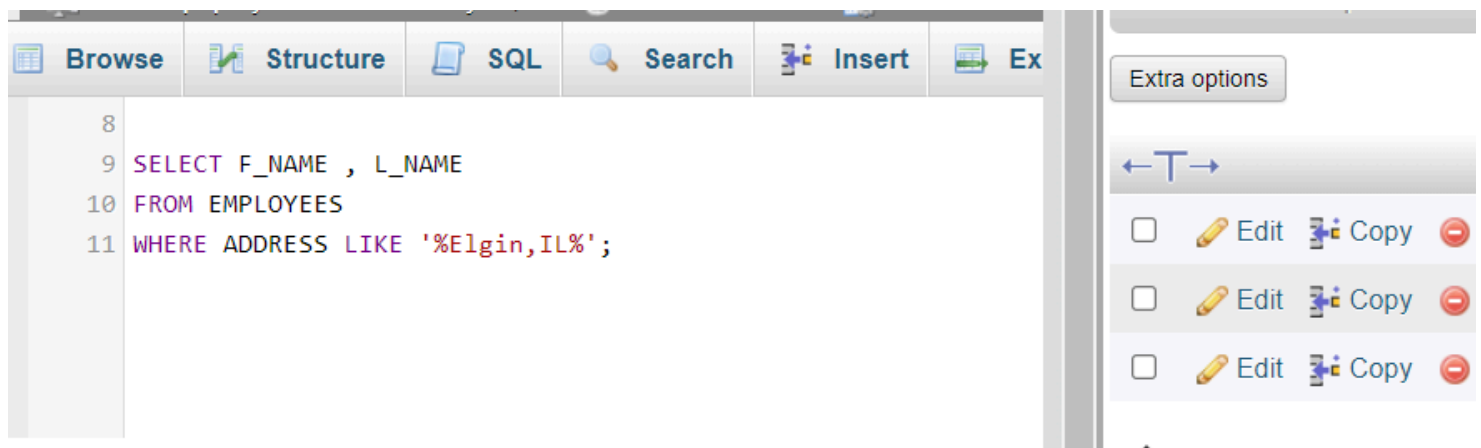 Browse Structure SQL Search Insert Ex
8
9 SELECT F_NAME , L_NAME
10 FROM EMPLOYEES
11 WHERE ADDRESS LIKE '%Elgin,IL%';
Extra options
←T→
Edit Copy
Edit Copy
Edit Copy